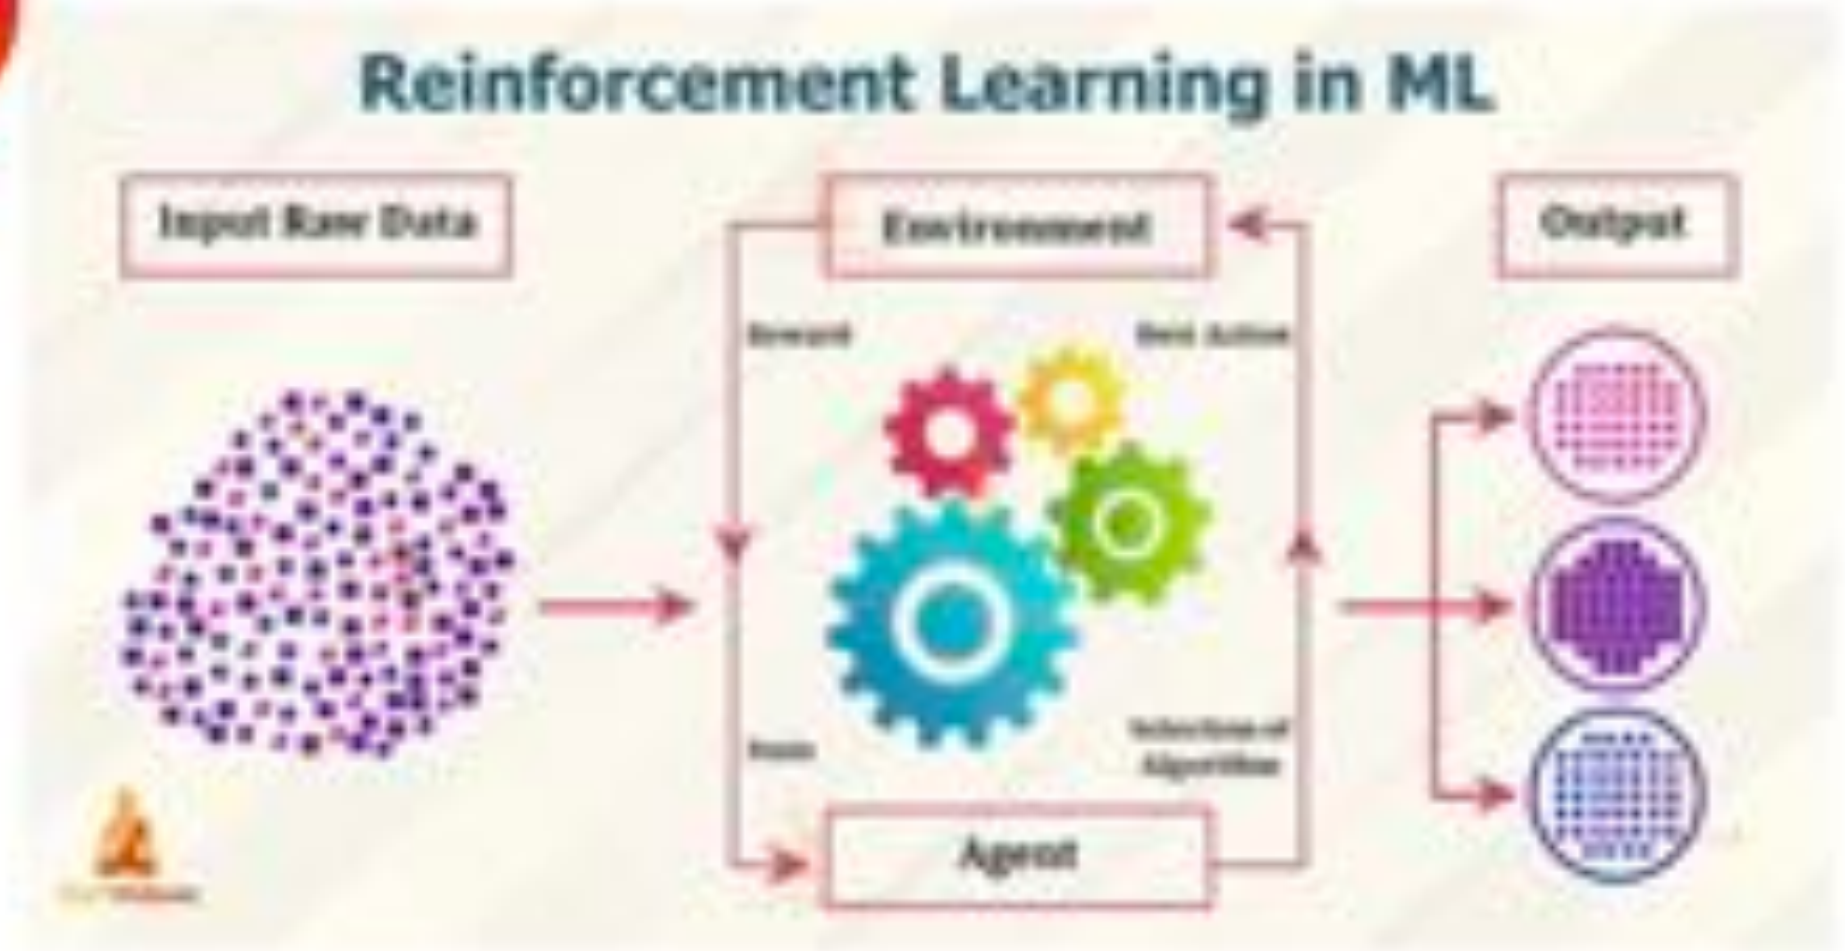 Reinforcement Learning in ML
Input Raw Data
Environment
Output
Reward
Best Action
State
Selection of
Algorithm
Agent